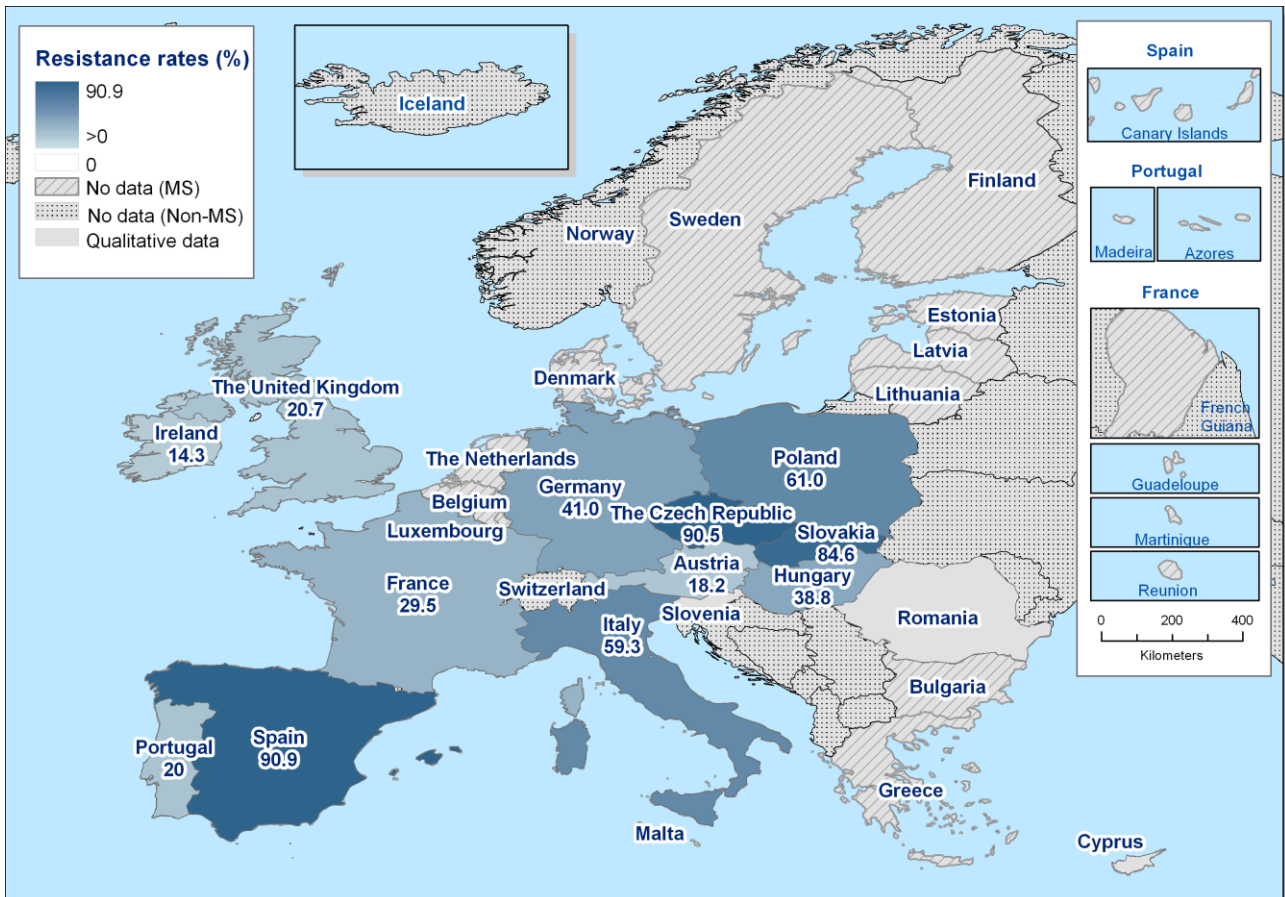 Resistance rates (%)
90.9
>0
0
No data (MS)
No data (Non-MS)
Qualitative data
Iceland
Spain
Canary Islands
Portugal
Madeira
Azores
France
French
Guiana
Guadeloupe
Martinique
Reunion
0 200 400
Kilometers
Finland
Sweden
Norway
Estonia
Latvia
Lithuania
Denmark
The United Kingdom
20.7
Ireland
14.3
The Netherlands
Belgium
Luxembourg
Germany
41.0
Poland
61.0
The Czech Republic
90.5
Slovakia
84.6
Austria
18.2
Hungary
38.8
France
29.5
Switzerland
Slovenia
Italy
59.3
Romania
Bulgaria
Portugal
20
Spain
90.9
Greece
Malta
Cyprus